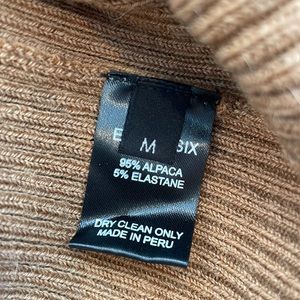 E SIX
M
95% ALPACA
5% ELASTANE
DRY CLEAN ONLY
MADE IN PERU